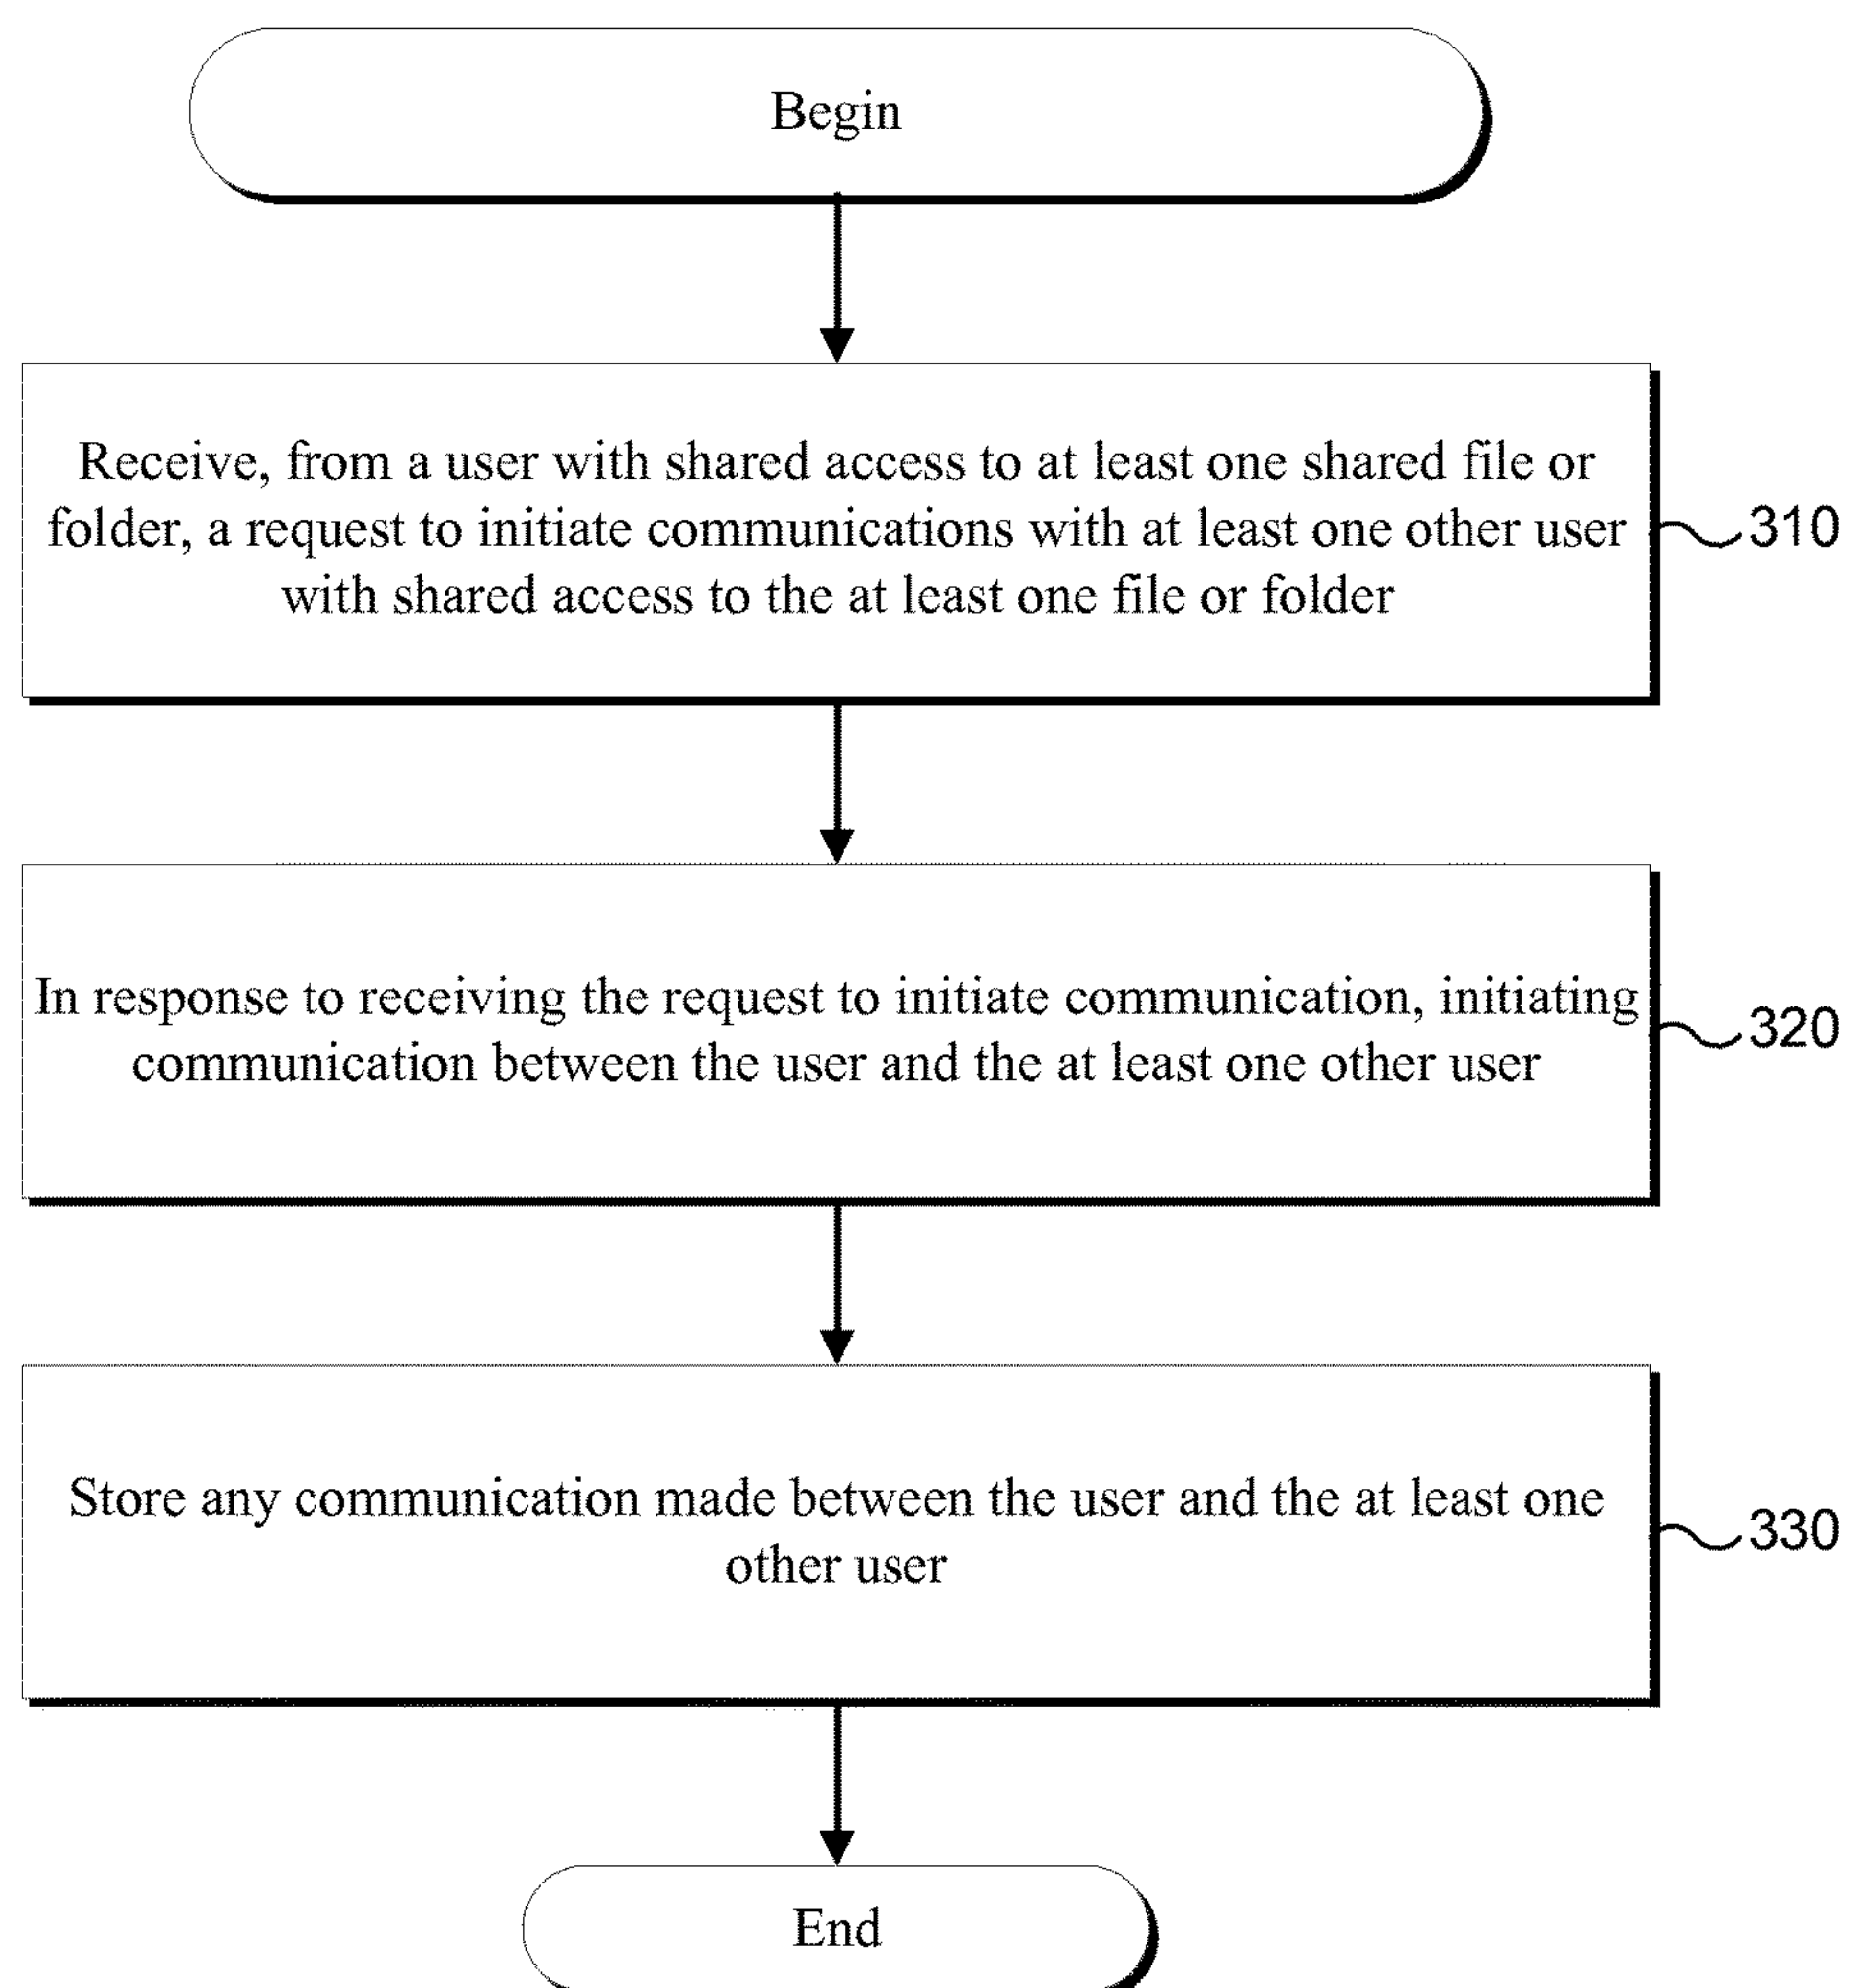 Begin
Receive, from a user with shared access to at least one shared file or
folder, a request to initiate communications with at least one other user
with shared access to the at least one file or folder
310
In response to receiving the request to initiate communication, initiating
communication between the user and the at least one other user
320
Store any communication made between the user and the at least one
other user
330
End